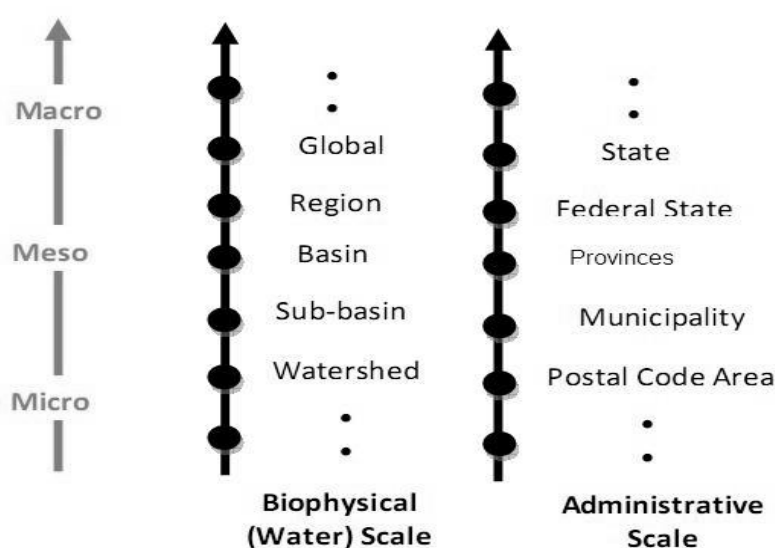 Macro
Meso
Micro
Global
Region
Basin
Sub-basin
Watershed
Biophysical
(Water) Scale
State
Federal State
Provinces
Municipality
Postal Code Area
Administrative
Scale